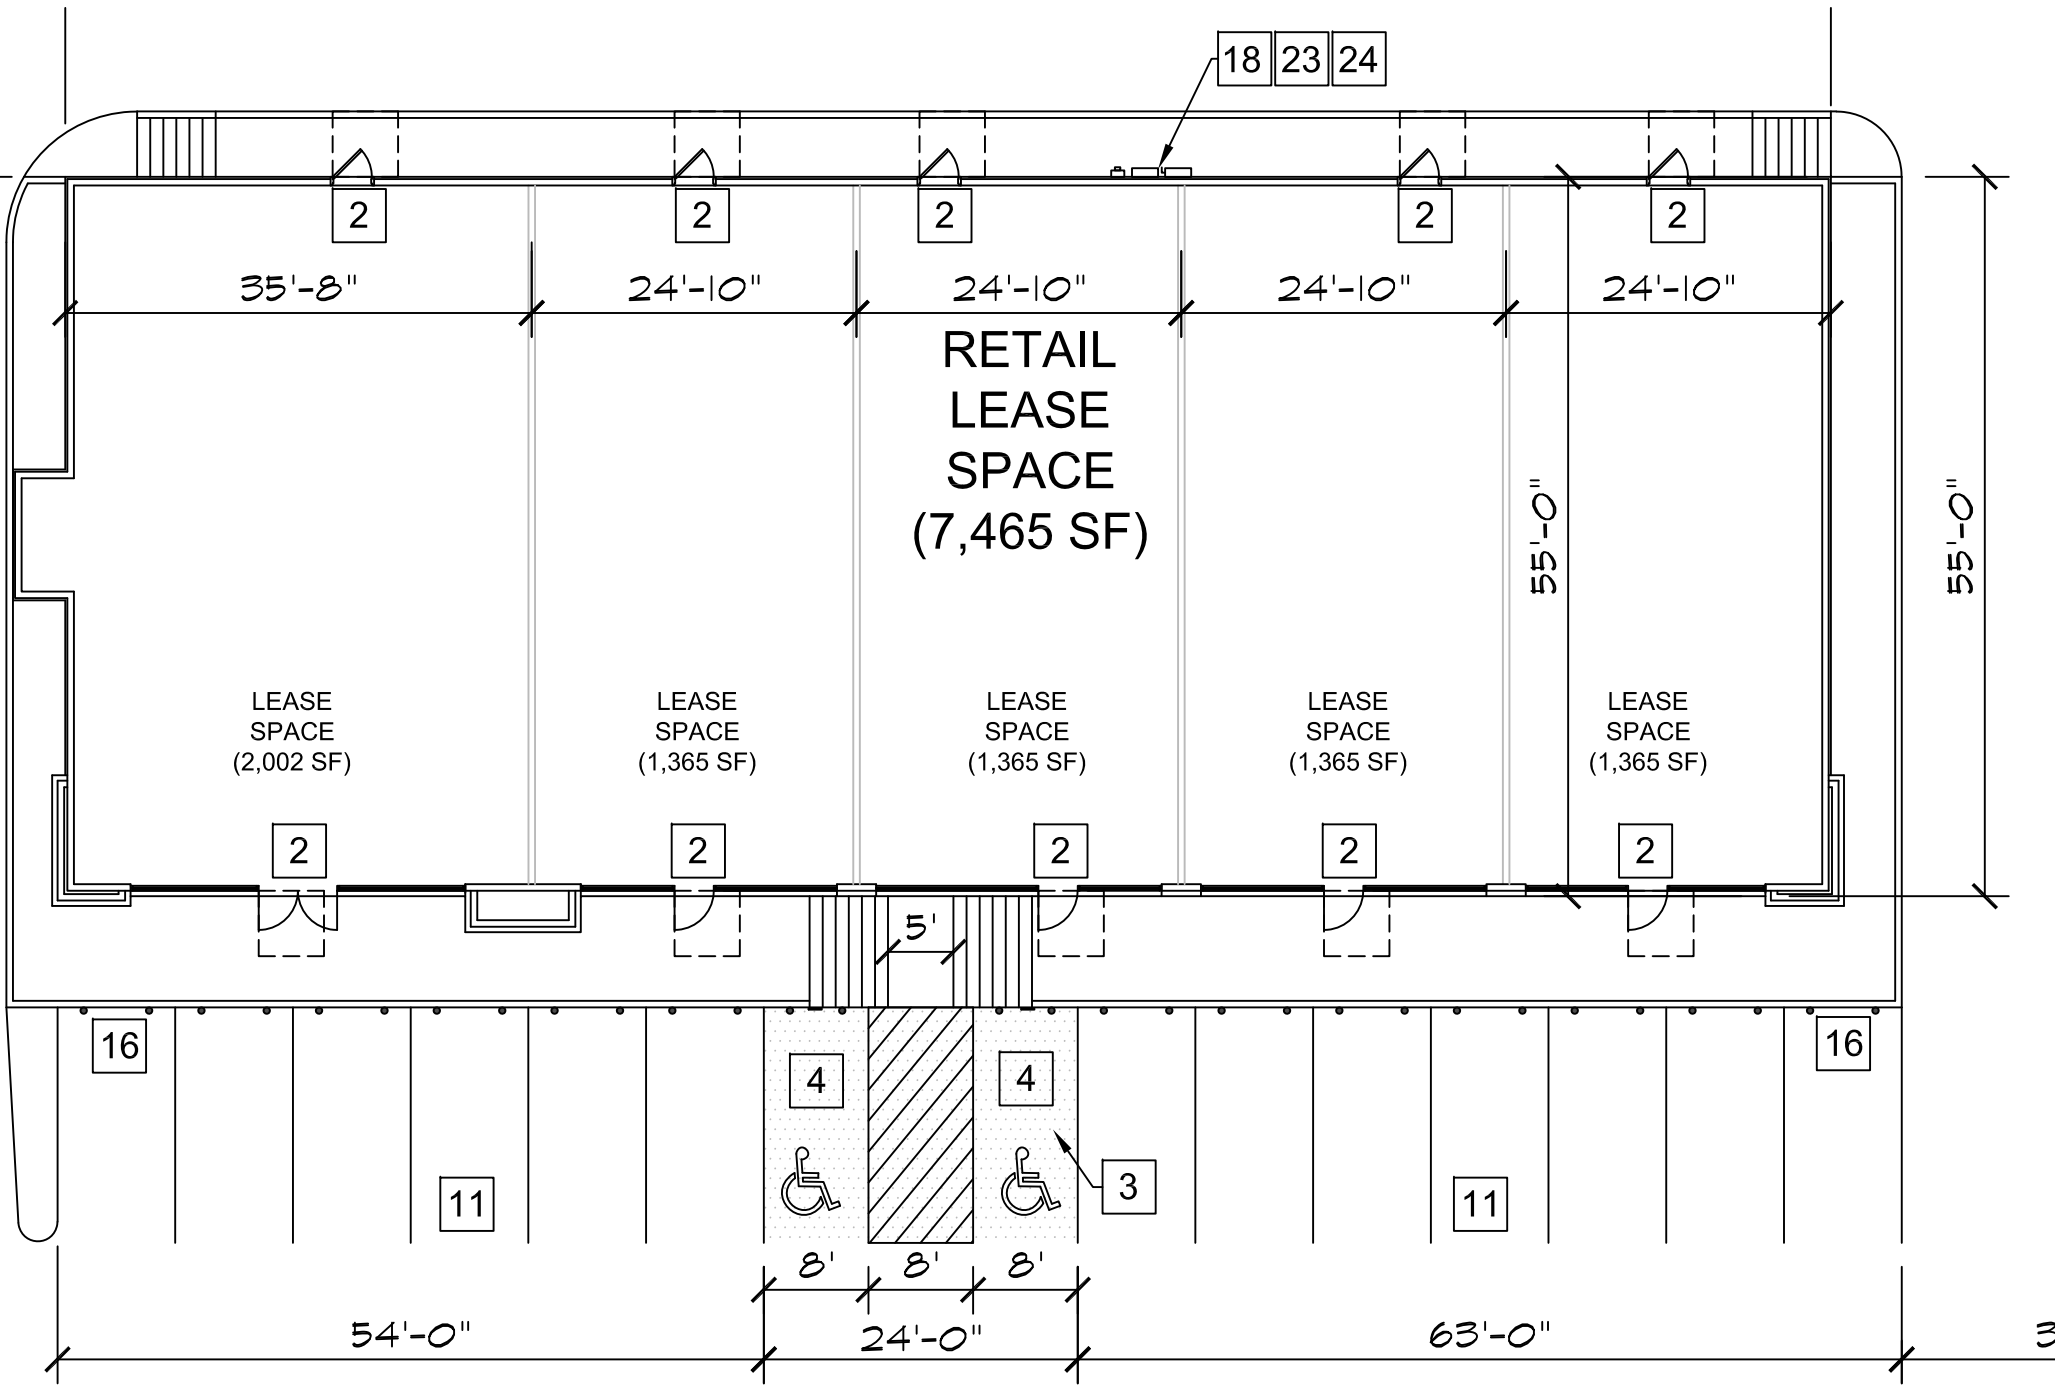 18 23 24
2 2 2 2 2
35'-8" 24'-10" 24'-10" 24'-10" 24'-10"
RETAIL
LEASE
SPACE
(7,465 SF)
55'-0"
55'-0"
LEASE
SPACE
(2,002 SF)
LEASE
SPACE
(1,365 SF)
LEASE
SPACE
(1,365 SF)
LEASE
SPACE
(1,365 SF)
LEASE
SPACE
(1,365 SF)
2 2 2 2 2
5'
16 16
4 4
3
11 11
8' 8' 8'
54'-0" 24'-0" 63'-0" 3